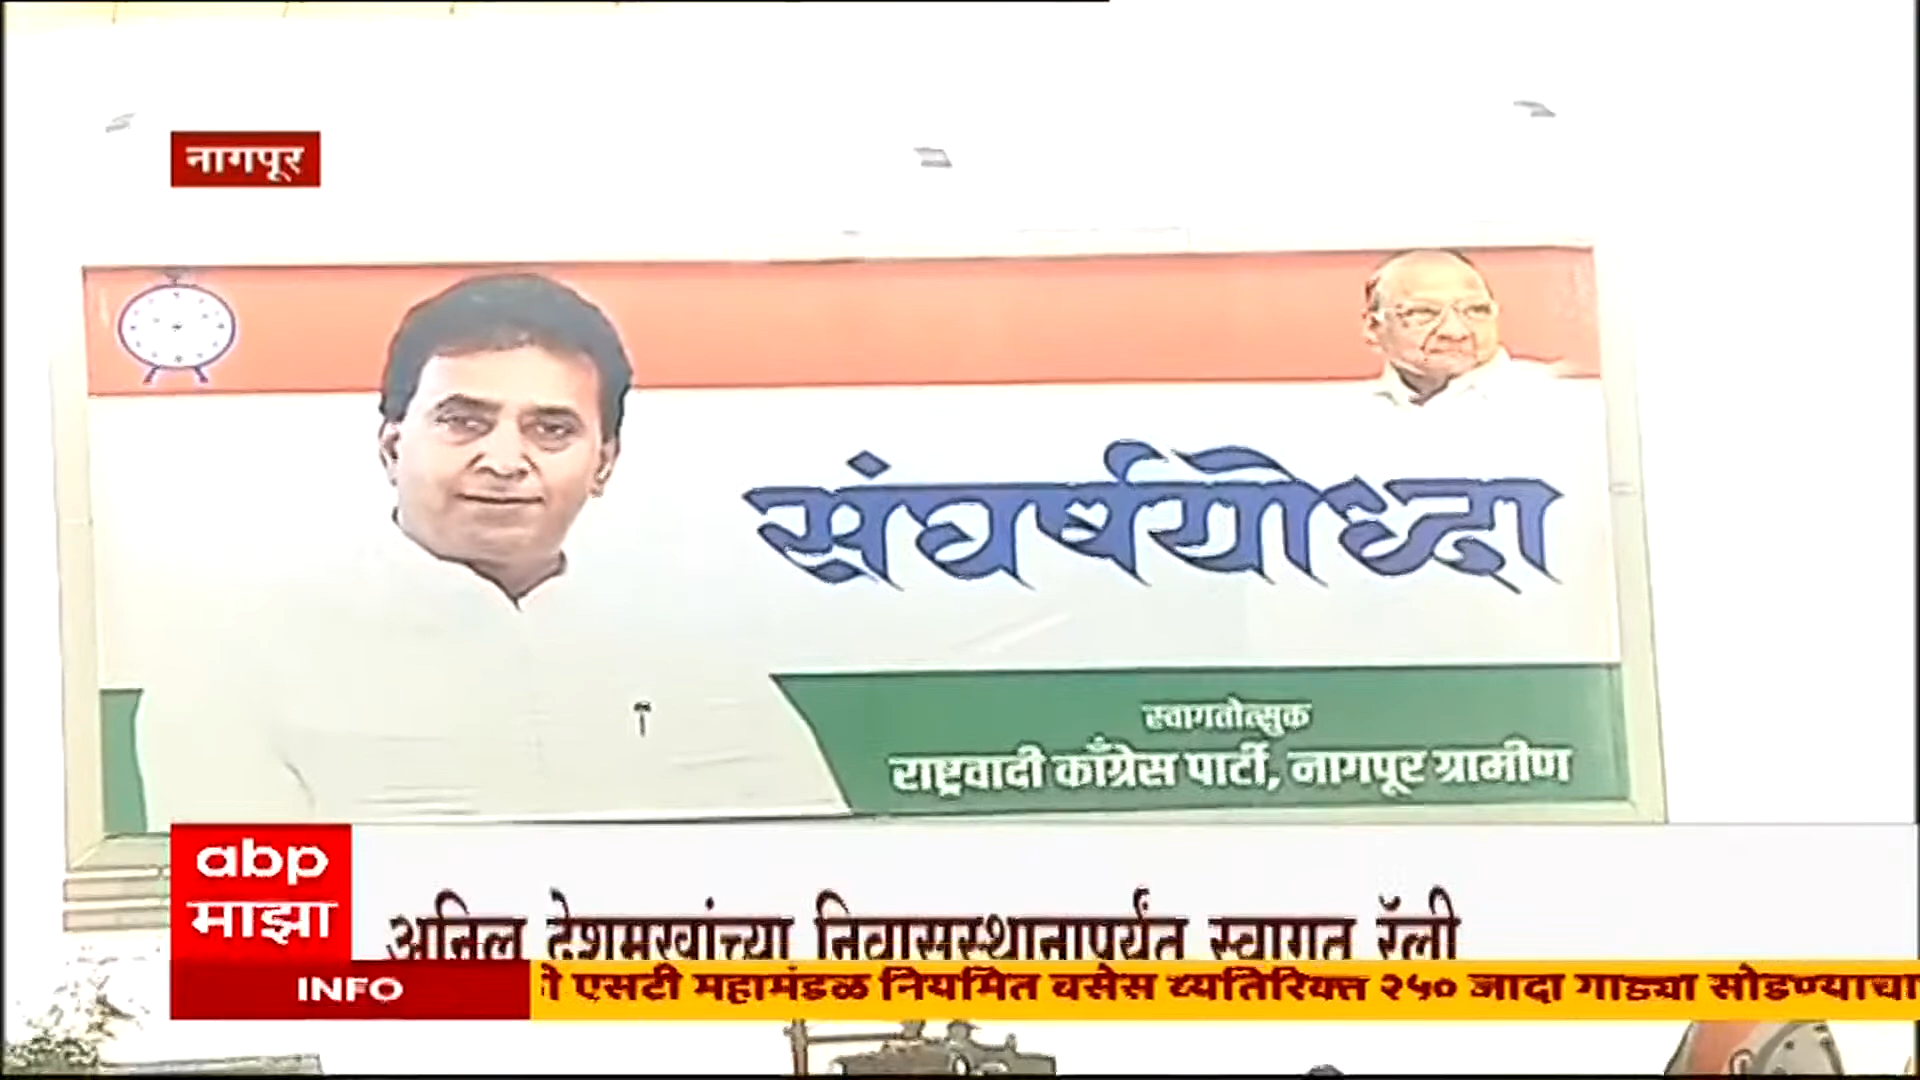 नागपूर
संघर्षयोध्दा
स्वागतोत्सुक
राष्ट्रवादी काँग्रेस पार्टी, नागपूर ग्रामीण
abp
माझा
अनिल देशमुखांच्या निवासस्थानापर्यंत स्वागत रॅली
INFO
एसटी महामंडळ नियमित बसेस व्यतिरिक्त २५० जादा गाड्या सोडण्याचा